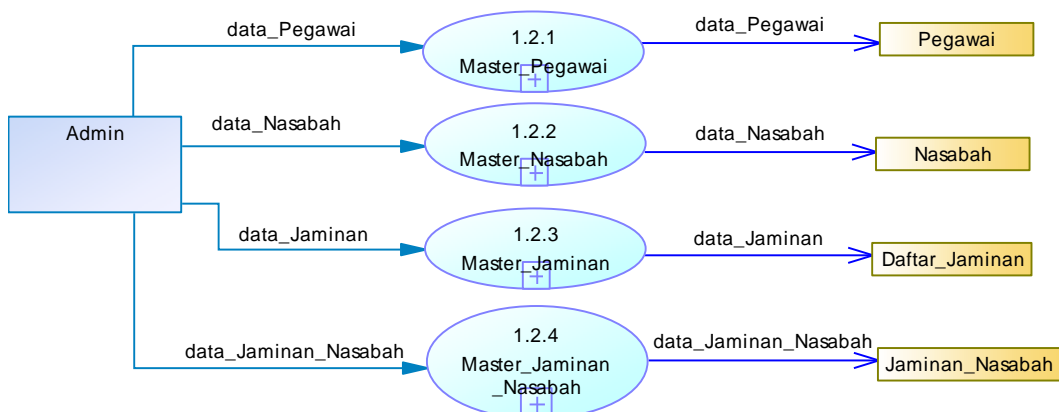 data_Pegawai
1.2.1
Master_Pegawai
data_Pegawai
Pegawai
Admin
data_Nasabah
1.2.2
Master_Nasabah
data_Nasabah
Nasabah
data_Jaminan
1.2.3
Master_Jaminan
data_Jaminan
Daftar_Jaminan
data_Jaminan_Nasabah
1.2.4
Master_Jaminan
_Nasabah
data_Jaminan_Nasabah
Jaminan_Nasabah